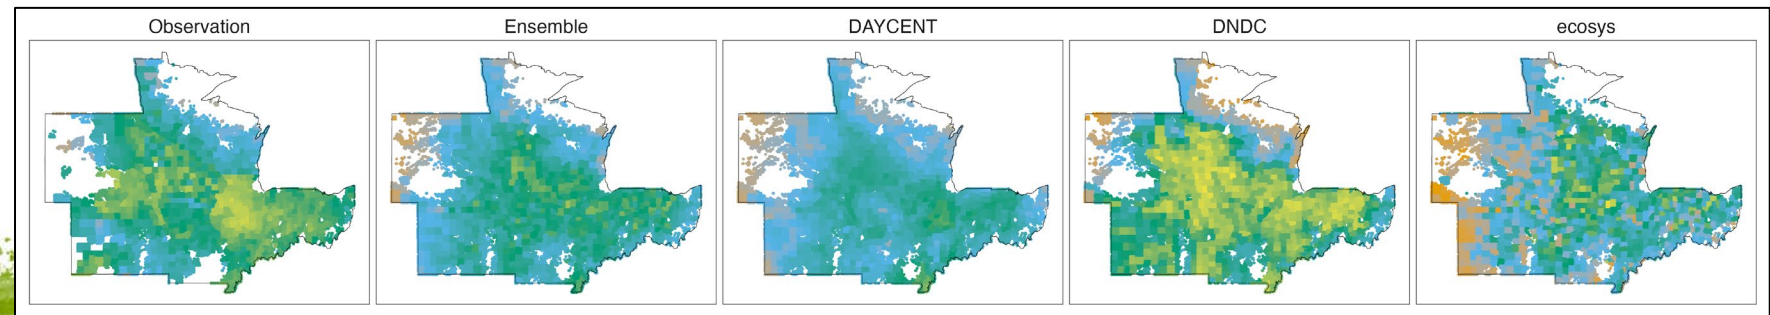 Observation
Ensemble
DAYCENT
DNDC
ecosys